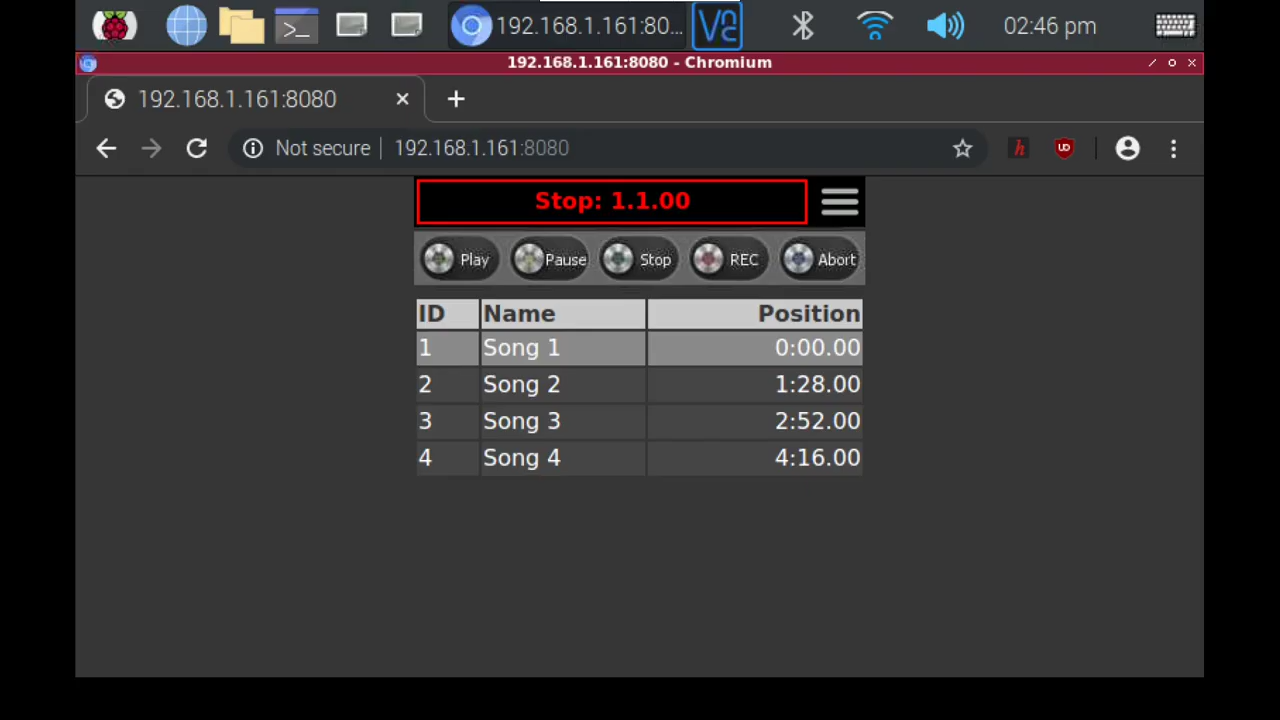 192.168.1.161:80... 02:46 pm
192.168.1.161:8080 - Chromium
192.168.1.161:8080
Not secure 192.168.1.161:8080
Stop: 1.1.00
Play Pause Stop REC Abort
ID Name Position
1 Song 1 0:00.00
2 Song 2 1:28.00
3 Song 3 2:52.00
4 Song 4 4:16.00